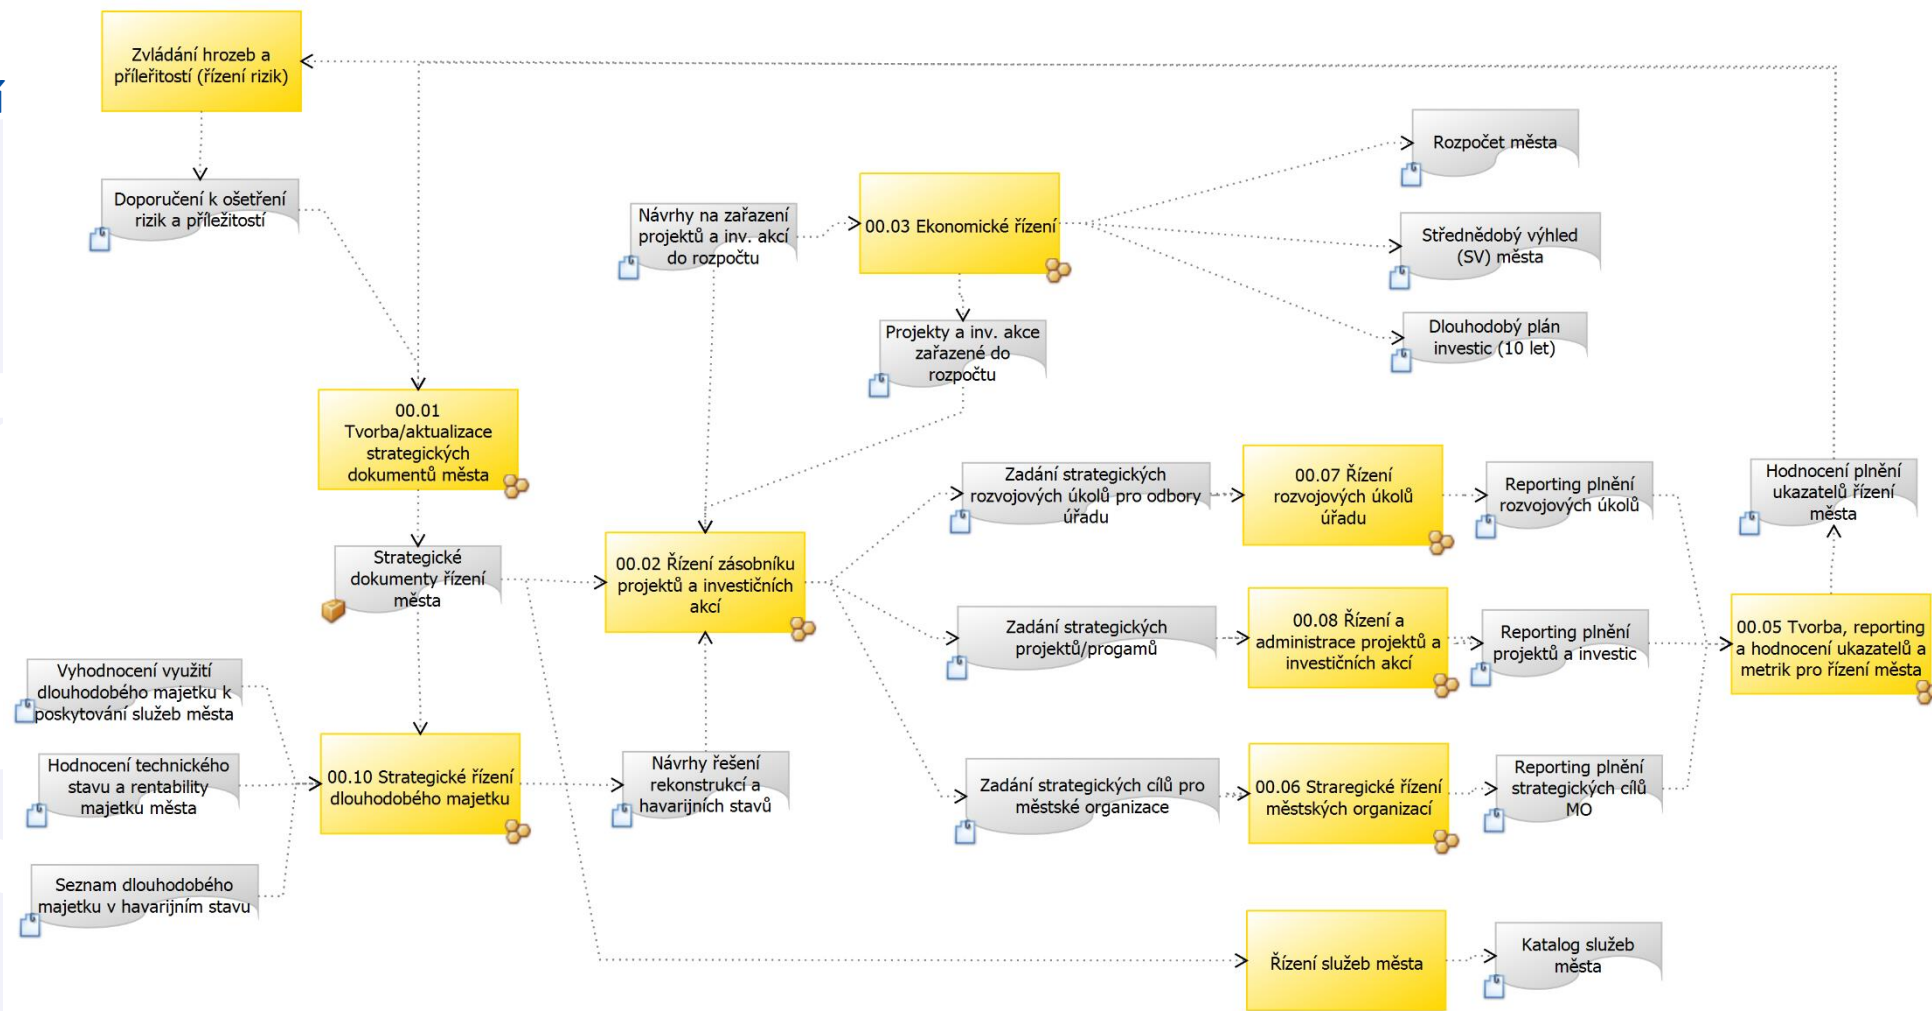 Zvládání hrozeb a
příleřitostí (řízení rizik)
í
Doporučení k ošetření
rizik a příležitostí
Návrhy na zařazení
projektů a inv. akcí
do rozpočtu
00.03 Ekonomické řízení
Rozpočet města
Střednědobý výhled
(SV) města
Dlouhodobý plán
investic (10 let)
Projekty a inv. akce
zařazené do
rozpočtu
00.01
Tvorba/aktualizace
strategických
dokumentů města
Strategické
dokumenty řízení
města
00.02 Řízení zásobníku
projektů a investičních
akcí
Zadání strategických
rozvojových úkolů pro odbory
úřadu
00.07 Řízení
rozvojových úkolů
úřadu
Reporting plnění
rozvojových úkolů
Hodnocení plnění
ukazatelů řízení
města
Zadání strategických
projektů/progamů
00.08 Řízení a
administrace projektů a
investičních akcí
Reporting plnění
projektů a investic
00.05 Tvorba, reporting
a hodnocení ukazatelů a
metrik pro řízení města
Vyhodnocení využití
dlouhodobého majetku k
poskytování služeb města
Hodnocení technického
stavu a rentability
majetku města
Seznam dlouhodobého
majetku v havarijním stavu
00.10 Strategické řízení
dlouhodobého majetku
Návrhy řešení
rekonstrukcí a
havarijních stavů
Zadání strategických cílů pro
městské organizace
00.06 Straregické řízení
městských organizací
Reporting plnění
strategických cílů
MO
Řízení služeb města
Katalog služeb
města